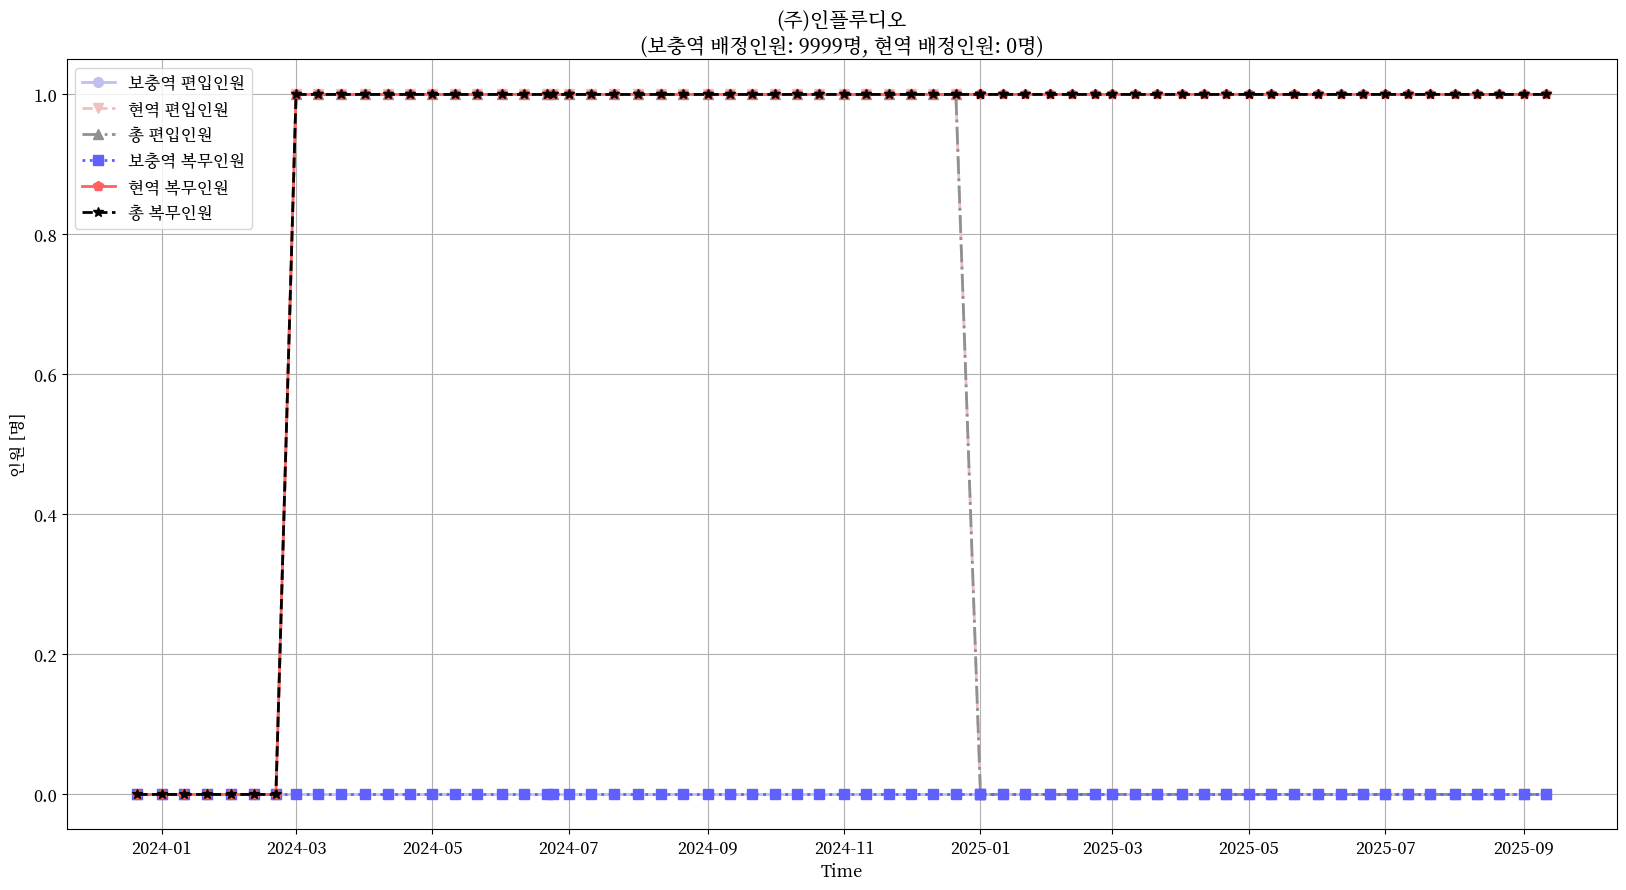 (주)인플루디오
(보충역 배정인원: 9999명, 현역 배정인원: 0명)
보충역 편입인원
현역 편입인원
총 편입인원
보충역 복무인원
현역 복무인원
총 복무인원
1.0
0.8
0.6
0.4
0.2
0.0
인원 [명]
2024-01
2024-03
2024-05
2024-07
2024-09
2024-11
2025-01
2025-03
2025-05
2025-07
2025-09
Time